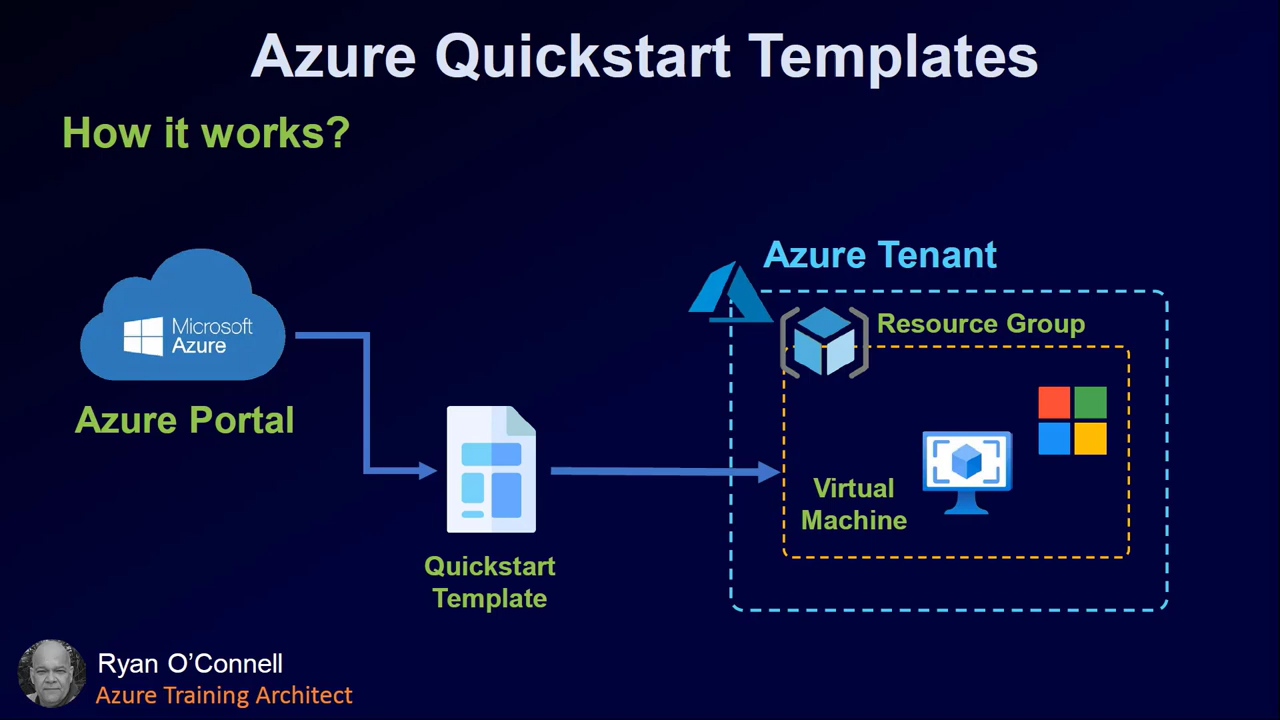 Azure Quickstart Templates
How it works?
Microsoft
Azure
Azure Portal
Quickstart
Template
Azure Tenant
Resource Group
Virtual
Machine
Ryan O’Connell
Azure Training Architect